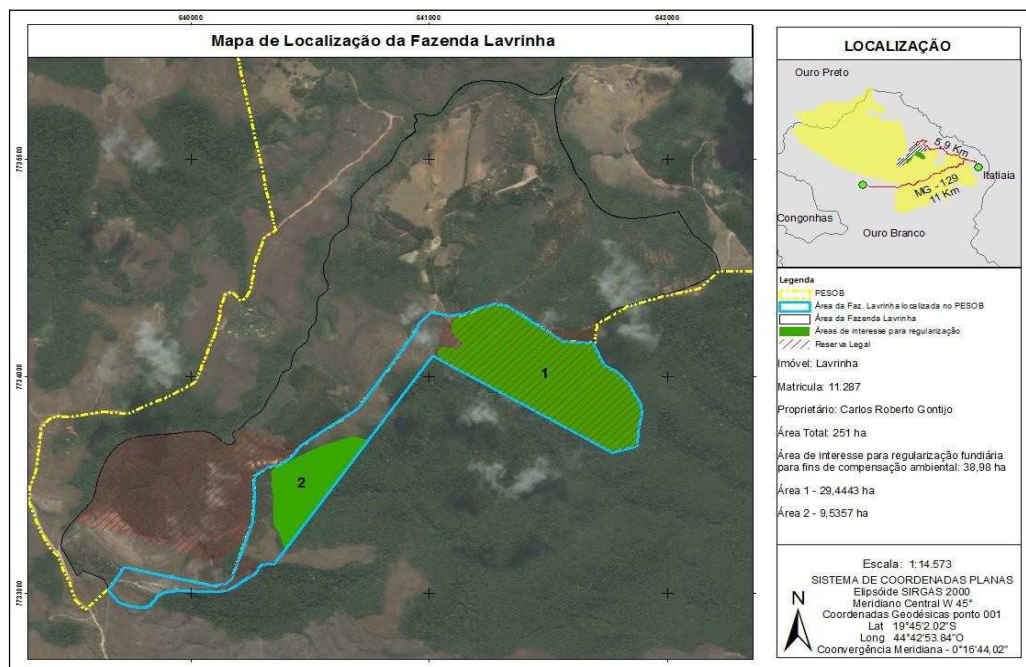 640000
641000
642000
Mapa de Localização da Fazenda Lavrinha
7735000
7734000
7733000
1
2
LOCALIZAÇÃO
Ouro Preto
5,9 Km
Itatiaia
MG - 129
11 Km
Congonhas
Ouro Branco
Legenda
PESOB
Área da Faz. Lavrinha localizada no PESOB
Área da Fazenda Lavrinha
Áreas de interesse para regularização
Reserva Legal
Imóvel: Lavrinha
Matricula: 11.287
Proprietário: Carlos Roberto Gontijo
Área Total: 251 ha
Área de interesse para regularização fundiária
para fins de compensação ambiental: 38,98 ha
Área 1 - 29,4443 ha
Área 2 - 9,5357 ha
Escala: 1:14.573
SISTEMA DE COORDENADAS PLANAS
Elipsóide SIRGAS 2000
Meridiano Central W 45°
Coordenadas Geodésicas ponto 001
Lat 19°45'2.02"S
Long 44°42'53.84"O
Coonvergência Meridiana - 0°16'44,02"
N